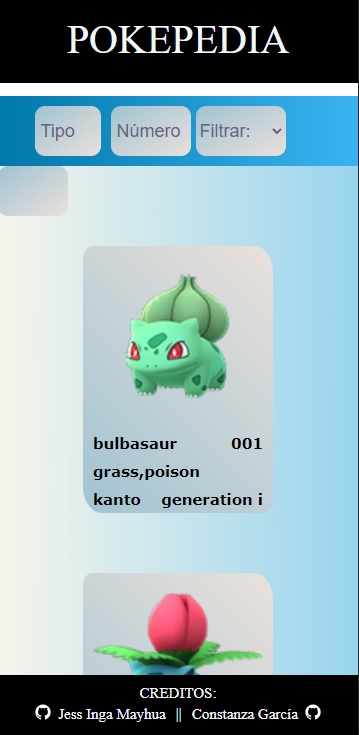 POKEPEDIA
Tipo Número Filtrar:
bulbasaur 001
grass,poison
kanto generation i
CREDITOS:
Jess Inga Mayhua || Constanza García